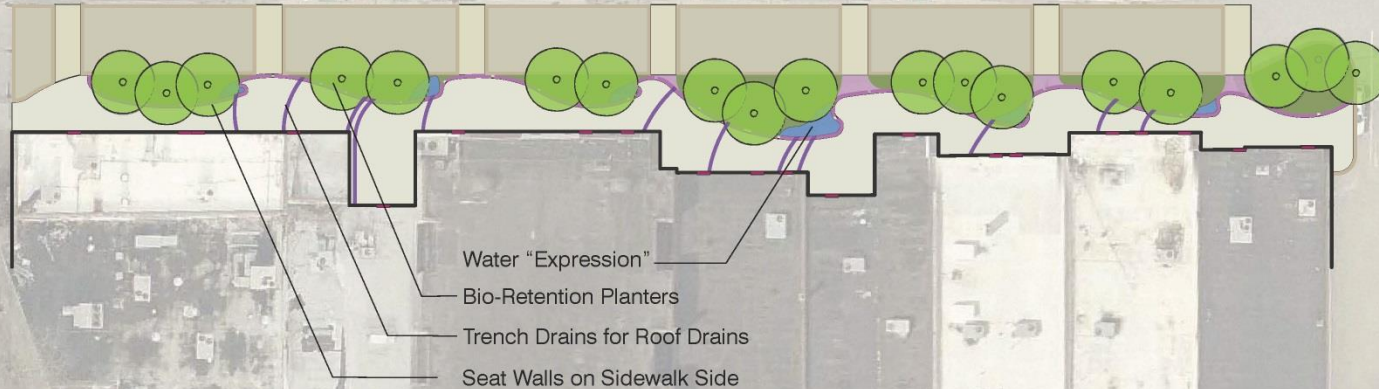 Water “Expression”
Bio-Retention Planters
Trench Drains for Roof Drains
Seat Walls on Sidewalk Side